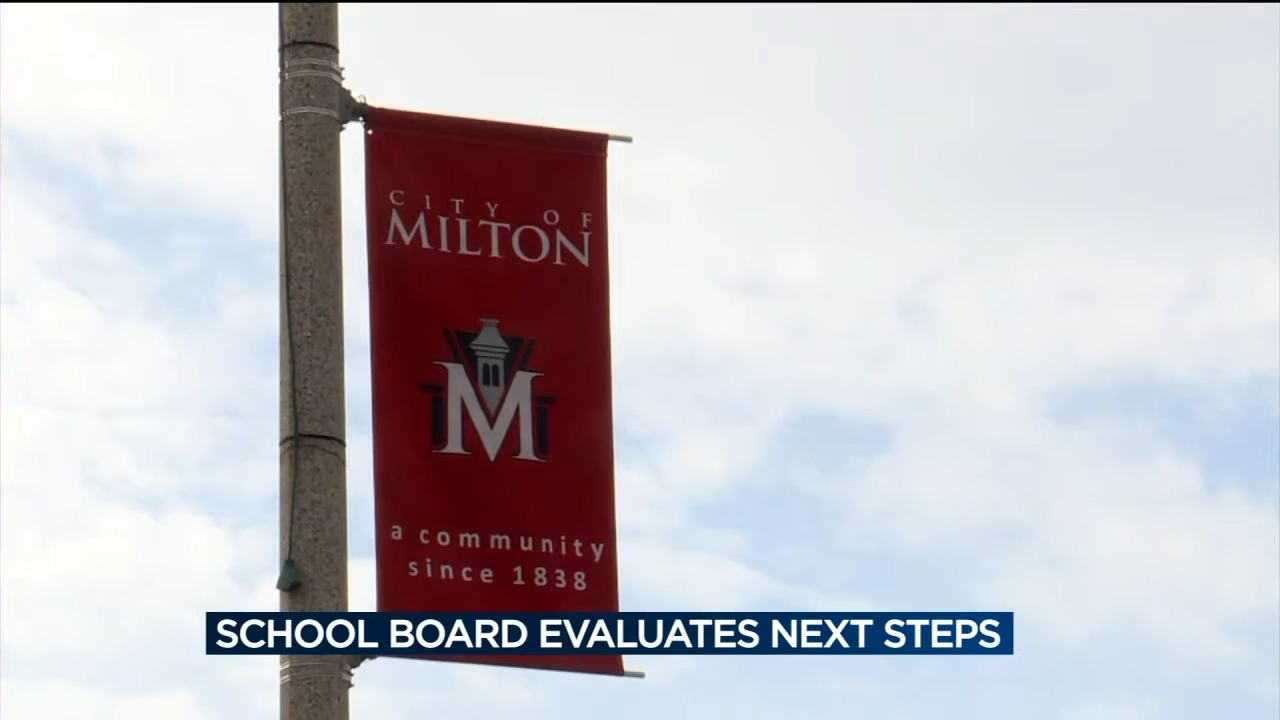 CITY OF
MILTON
M
a community
since 1838
SCHOOL BOARD EVALUATES NEXT STEPS